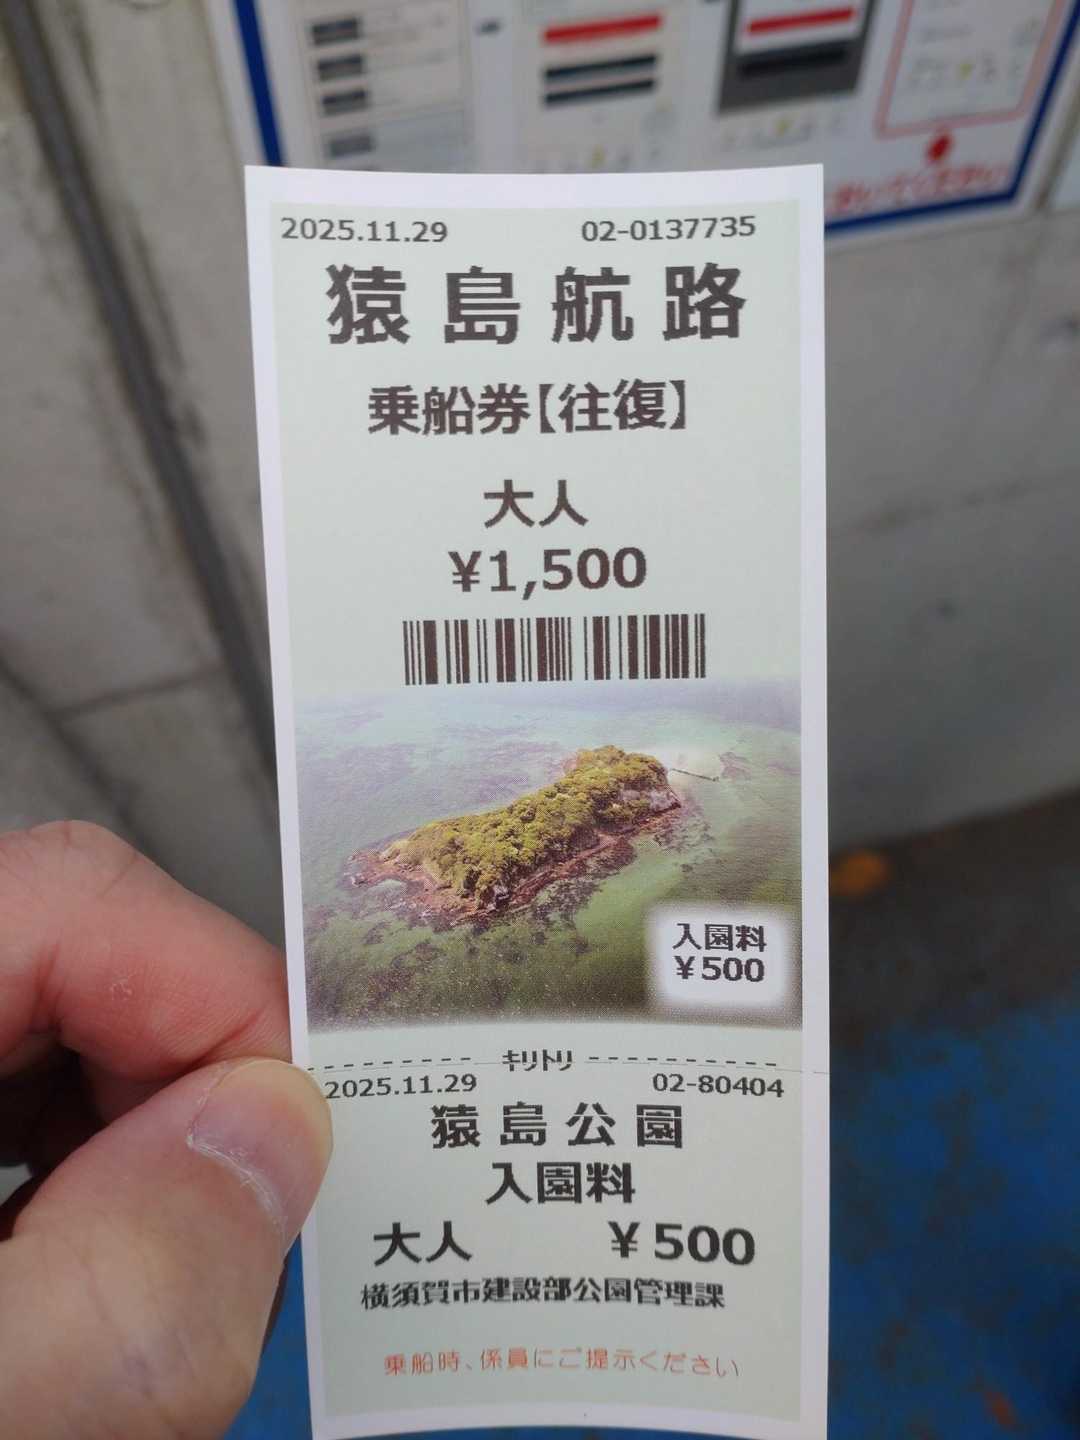 2025.11.29 02-0137735
猿島航路
乗船券【往復】
大人
¥1,500
入園料
¥500
キリトリ
2025.11.29 02-80404
猿島公園
入園料
大人 ¥500
横須賀市建設部公園管理課
乗船時、係員にご提示ください